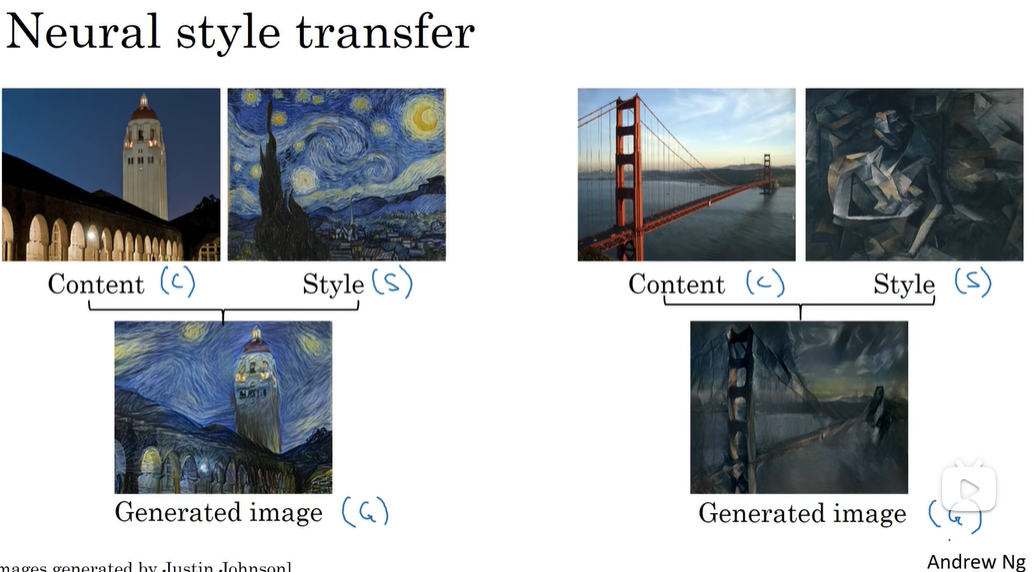 Neural style transfer
Content (C)
Style (S)
Content (C)
Style (S)
Generated image (G)
Generated image (G)
mages generated by Justin Johnson]
Andrew Ng